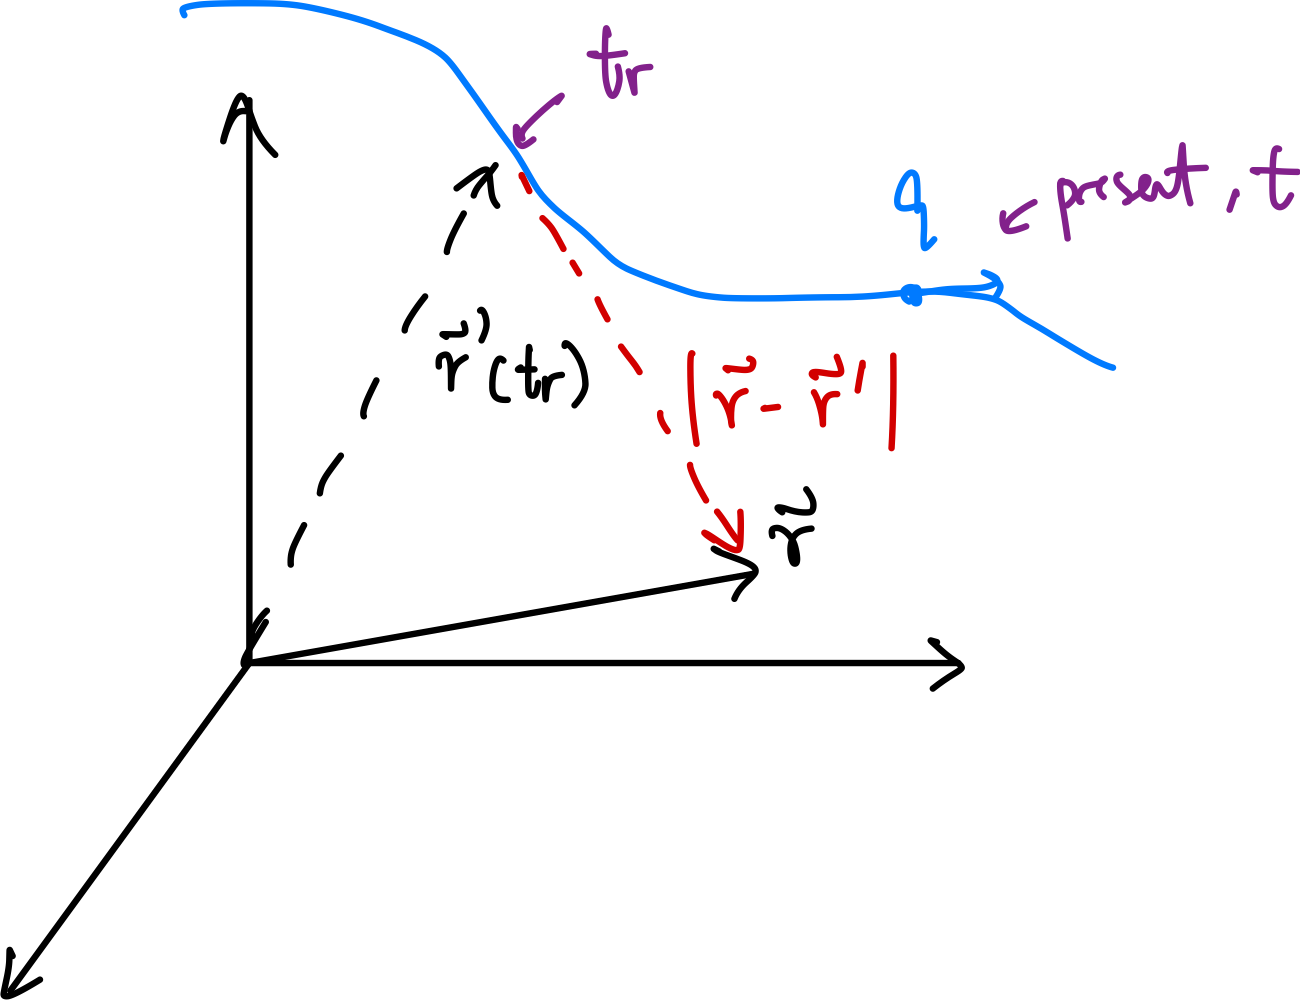 tᵣ
q
present, t
r⃗'(tᵣ)
|r⃗ - r⃗'|
r⃗